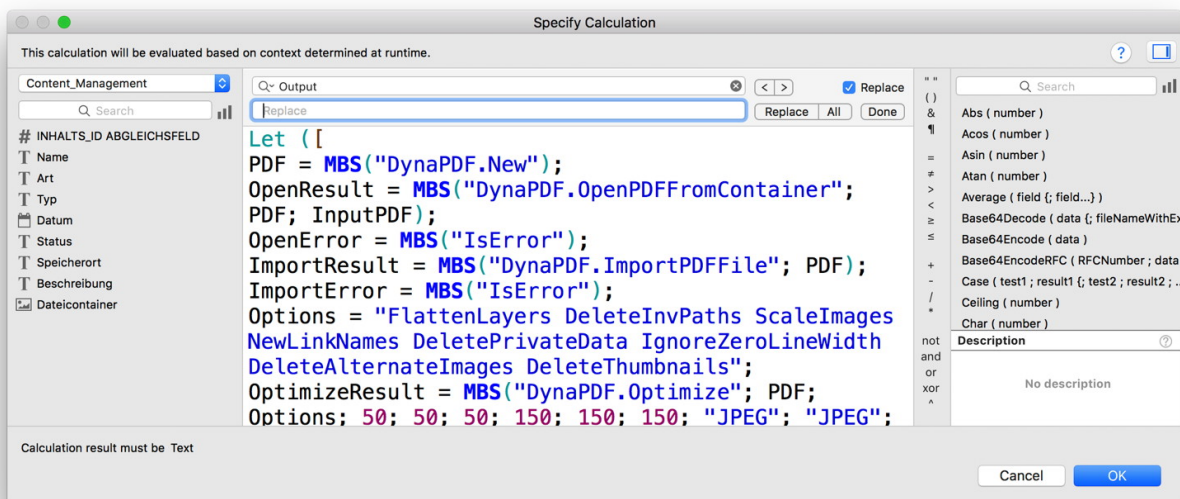 Specify Calculation
This calculation will be evaluated based on context determined at runtime.
?
Content_Management
Search
# INHALTS_ID ABGLEICHSFELD
T Name
T Art
T Typ
Datum
T Status
T Speicherort
T Beschreibung
Dateicontainer
Output
< >
Replace
Replace
Replace
All
Done
Let ([
PDF = MBS("DynaPDF.New");
OpenResult = MBS("DynaPDF.OpenPDFFromContainer";
PDF; InputPDF);
OpenError = MBS("IsError");
ImportResult = MBS("DynaPDF.ImportPDFFile"; PDF);
ImportError = MBS("IsError");
Options = "FlattenLayers DeleteInvPaths ScaleImages
NewLinkNames DeletePrivateData IgnoreZeroLineWidth
DeleteAlternateImages DeleteThumbnails";
OptimizeResult = MBS("DynaPDF.Optimize"; PDF;
Options; 50; 50; 50; 150; 150; 150; "JPEG"; "JPEG";
" "
( )
&
¶
=
≠
>
<
≥
≤
+
-
/
*
not
and
or
xor
^
Search
Abs ( number )
Acos ( number )
Asin ( number )
Atan ( number )
Average ( field {; field...} )
Base64Decode ( data {; fileNameWithEx
Base64Encode ( data )
Base64EncodeRFC ( RFCNumber ; data
Case ( test1 ; result1 {; test2 ; result2 ; ..
Ceiling ( number )
Char ( number )
Description
?
No description
Calculation result must be Text
Cancel
OK